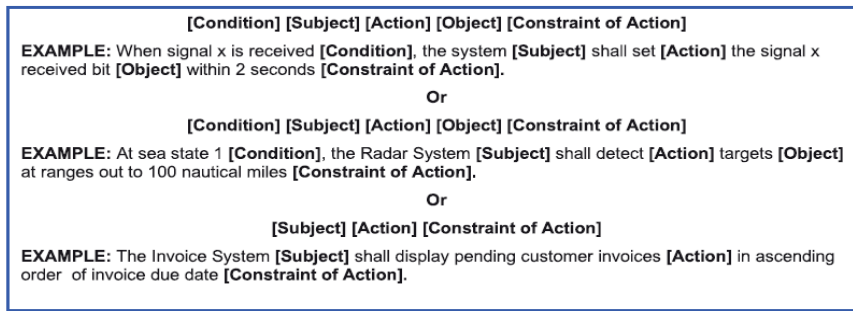 [Condition] [Subject] [Action] [Object] [Constraint of Action]
EXAMPLE: When signal x is received [Condition], the system [Subject] shall set [Action] the signal x
received bit [Object] within 2 seconds [Constraint of Action].
Or
[Condition] [Subject] [Action] [Object] [Constraint of Action]
EXAMPLE: At sea state 1 [Condition], the Radar System [Subject] shall detect [Action] targets [Object]
at ranges out to 100 nautical miles [Constraint of Action].
Or
[Subject] [Action] [Constraint of Action]
EXAMPLE: The Invoice System [Subject] shall display pending customer invoices [Action] in ascending
order of invoice due date [Constraint of Action].